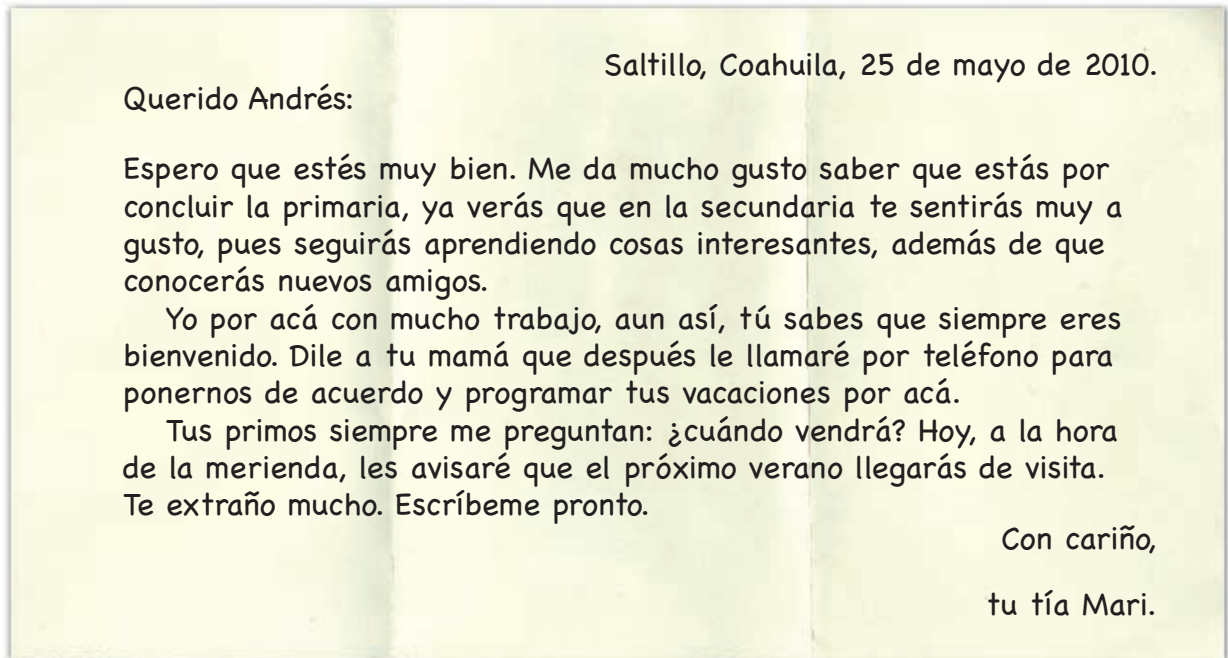 Saltillo, Coahuila, 25 de mayo de 2010.
Querido Andrés:
Espero que estés muy bien. Me da mucho gusto saber que estás por
concluir la primaria, ya verás que en la secundaria te sentirás muy a
gusto, pues seguirás aprendiendo cosas interesantes, además de que
conocerás nuevos amigos.
Yo por acá con mucho trabajo, aun así, tú sabes que siempre eres
bienvenido. Dile a tu mamá que después le llamaré por teléfono para
ponernos de acuerdo y programar tus vacaciones por acá.
Tus primos siempre me preguntan: ¿cuándo vendrá? Hoy, a la hora
de la merienda, les avisaré que el próximo verano llegarás de visita.
Te extraño mucho. Escríbeme pronto.
Con cariño,
tu tía Mari.